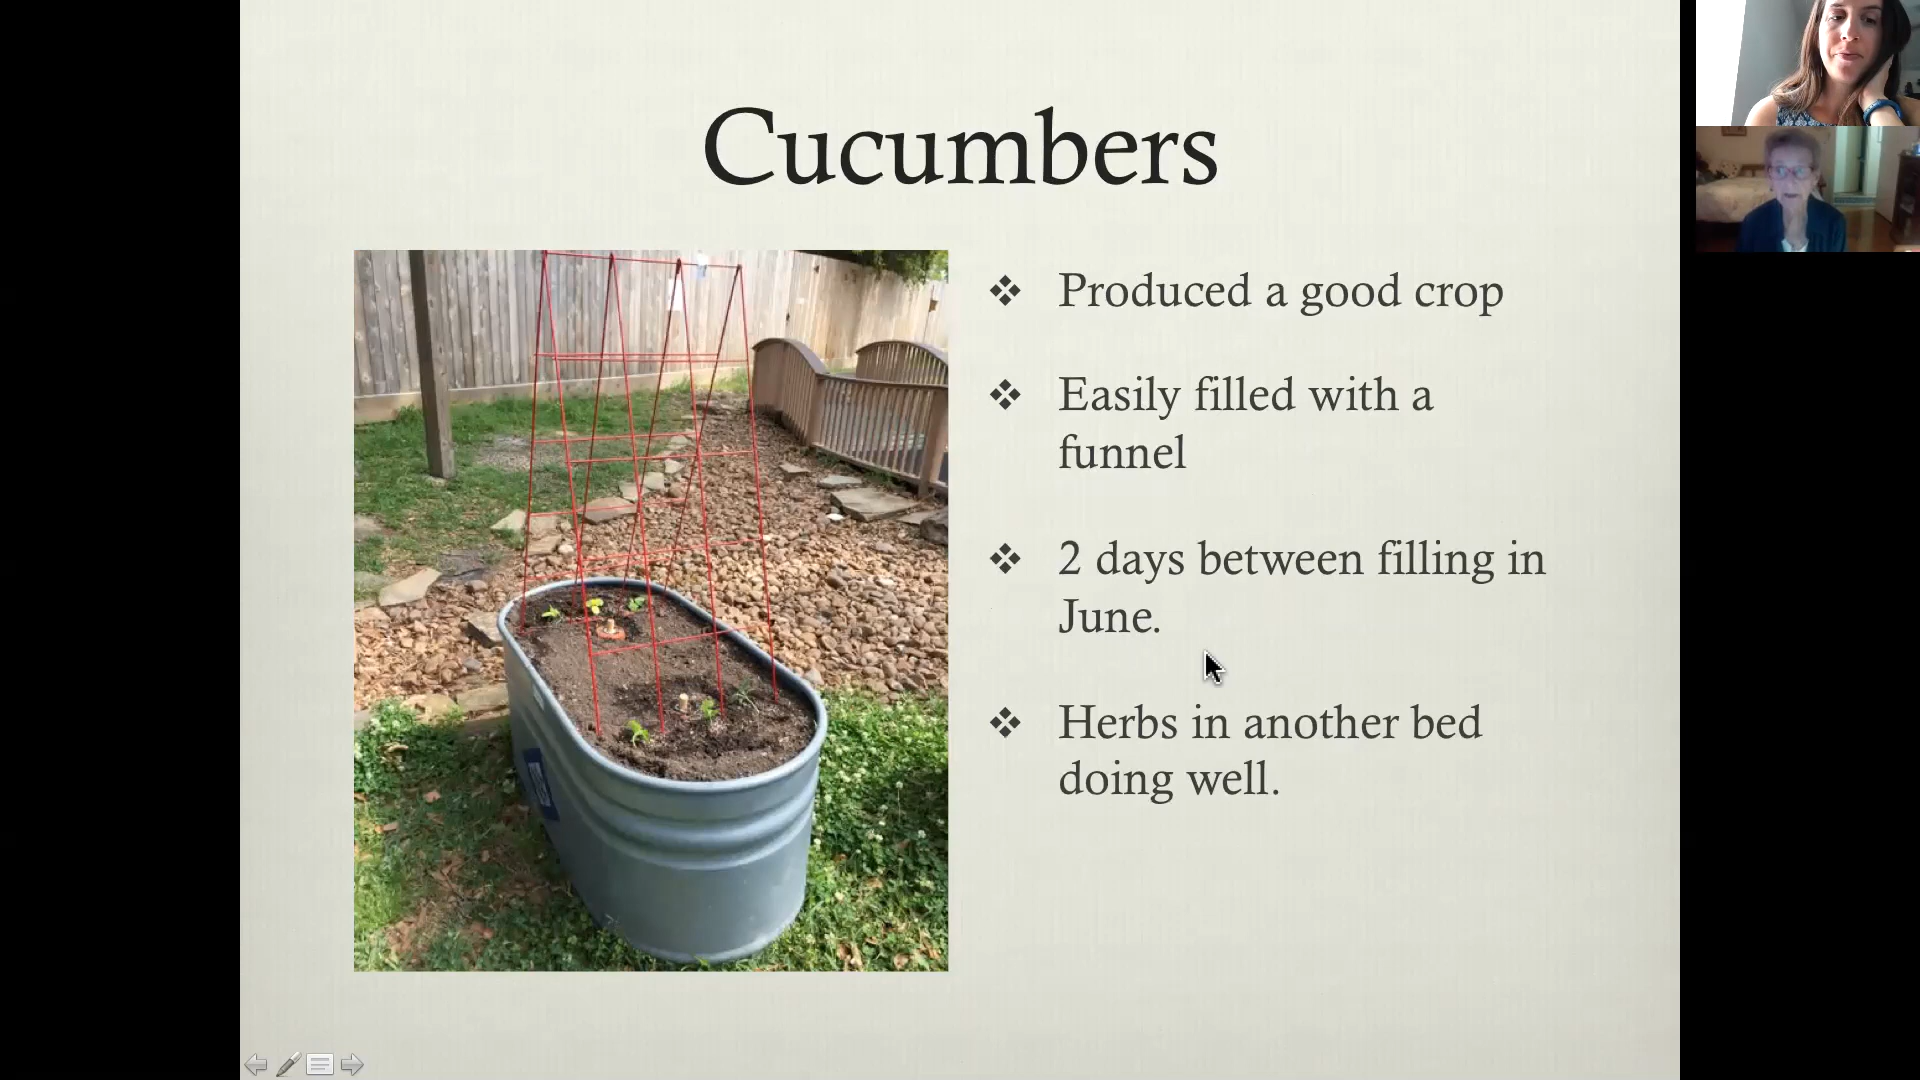 Cucumbers
Produced a good crop
Easily filled with a
funnel
2 days between filling in
June.
Herbs in another bed
doing well.